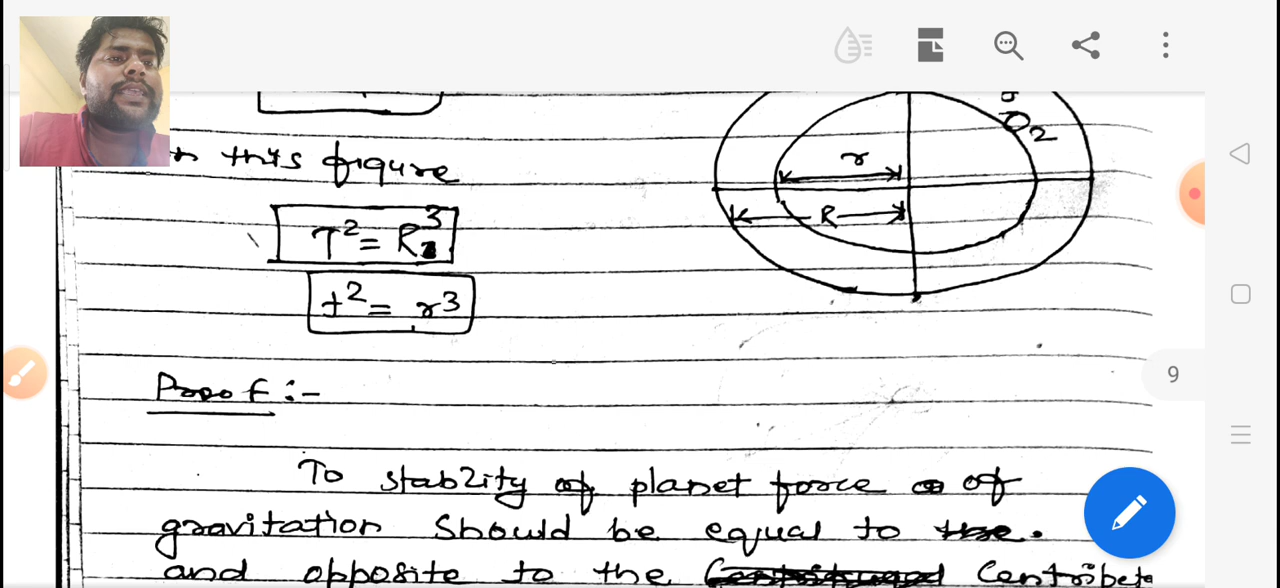 this figure
r
R
T² = R³
t² = r³
9
Proof :-
To stability of planet force of
gravitation should be equal to
and opposite to the